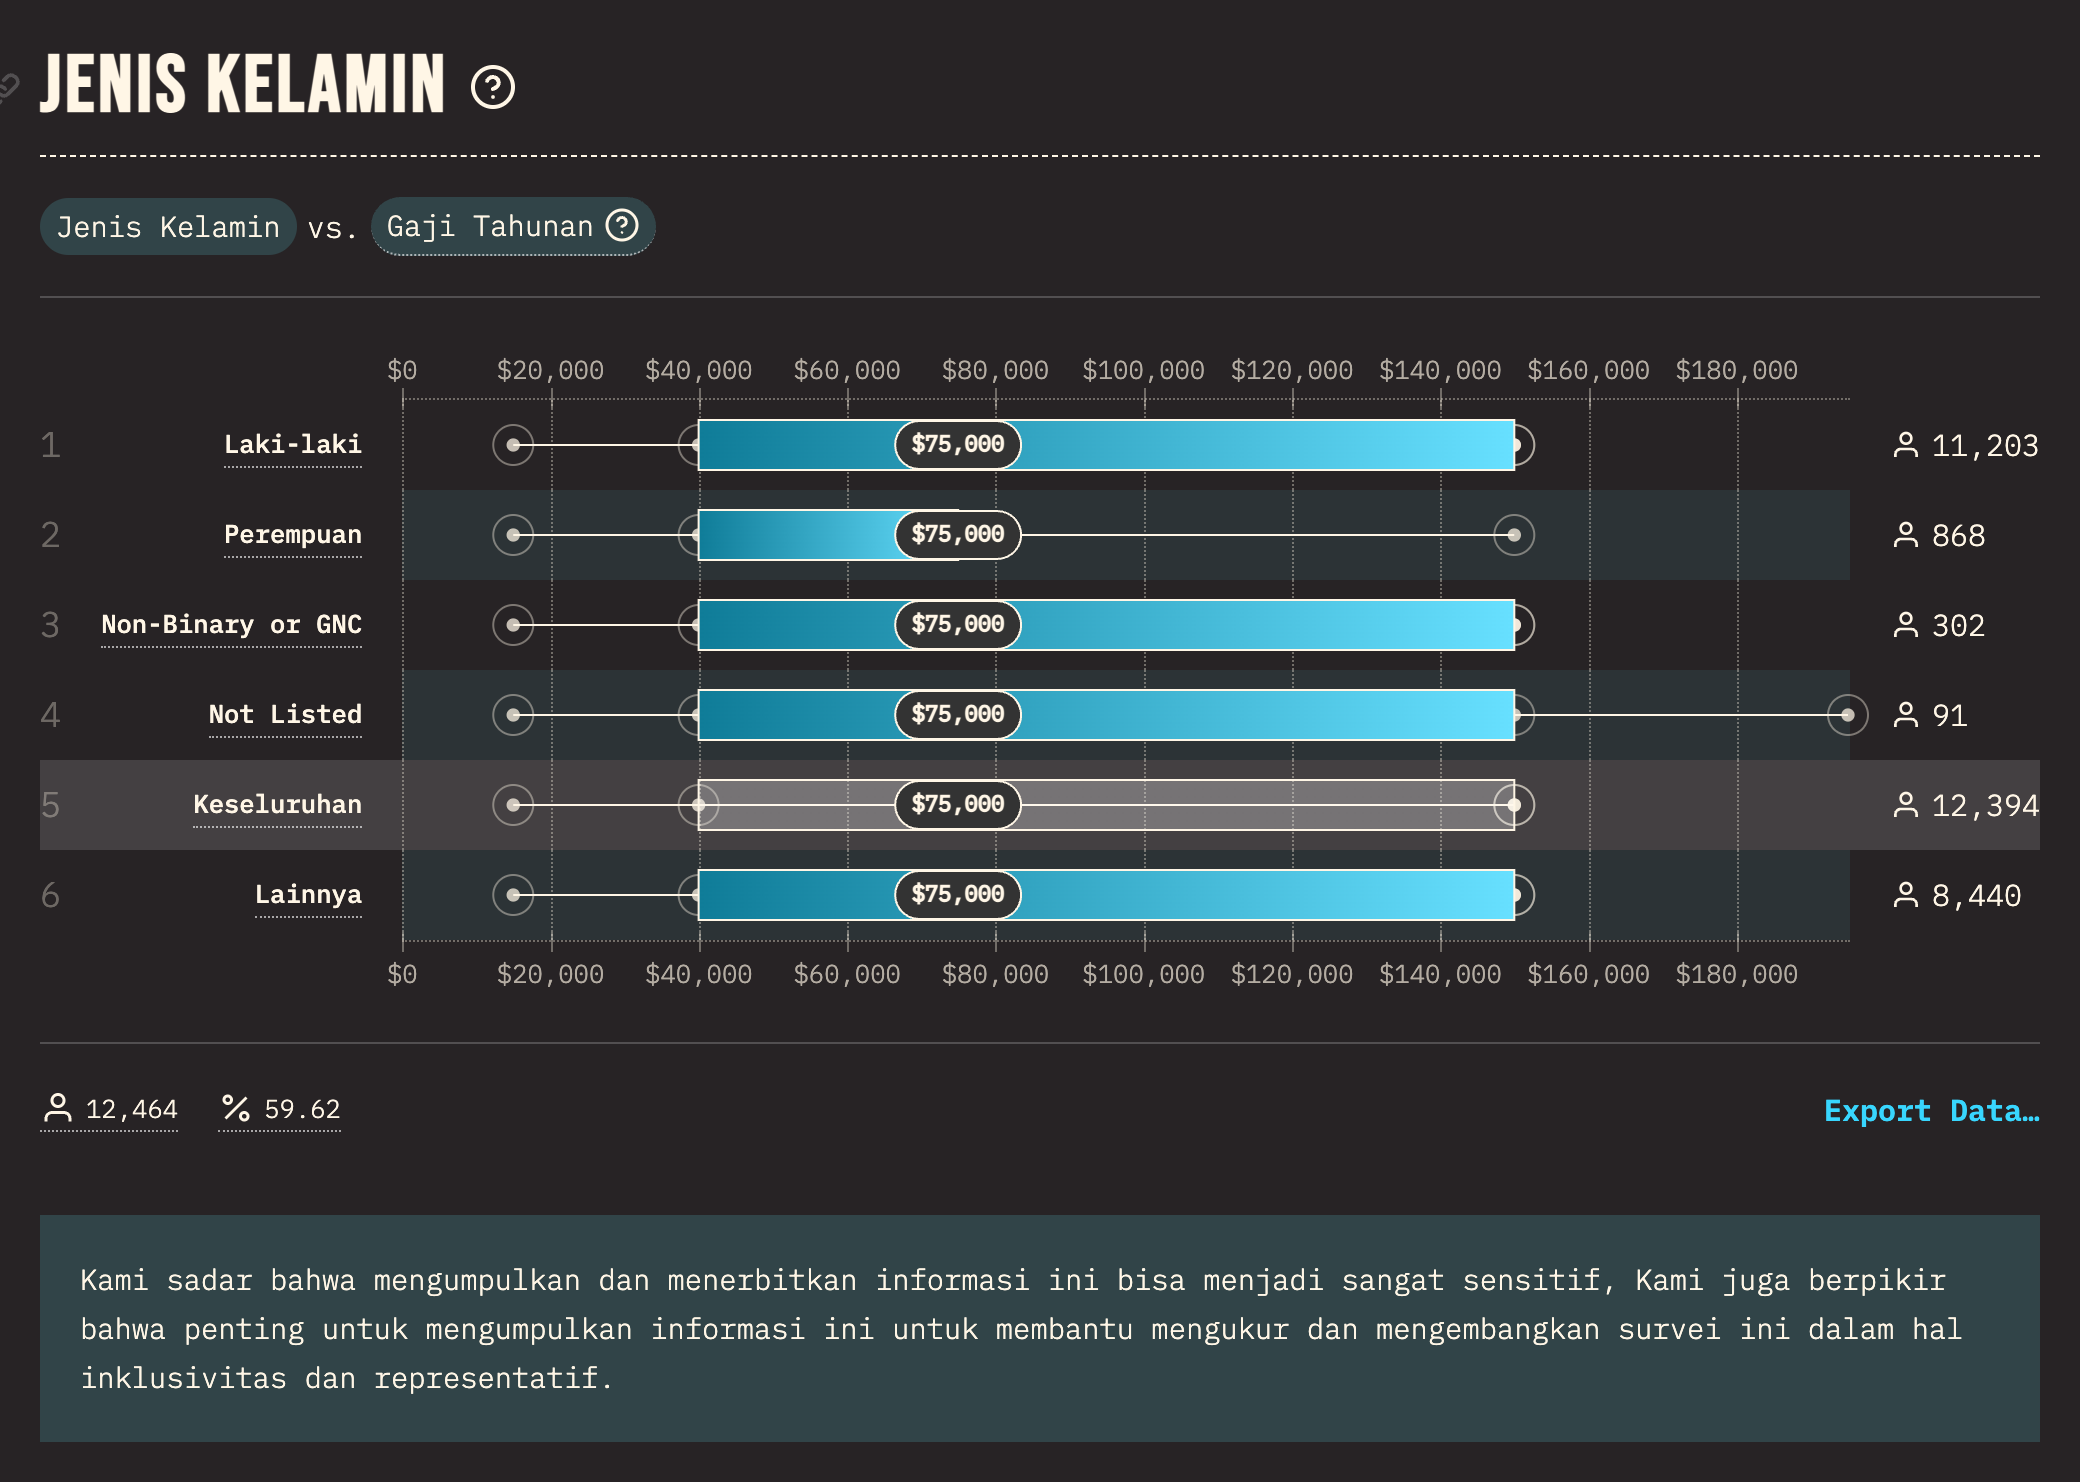 JENIS KELAMIN
Jenis Kelamin vs. Gaji Tahunan
$0 $20,000 $40,000 $60,000 $80,000 $100,000 $120,000 $140,000 $160,000 $180,000
1 Laki-laki $75,000 11,203
2 Perempuan $75,000 868
3 Non-Binary or GNC $75,000 302
4 Not Listed $75,000 91
5 Keseluruhan $75,000 12,394
6 Lainnya $75,000 8,440
$0 $20,000 $40,000 $60,000 $80,000 $100,000 $120,000 $140,000 $160,000 $180,000
12,464 % 59.62 Export Data…
Kami sadar bahwa mengumpulkan dan menerbitkan informasi ini bisa menjadi sangat sensitif, Kami juga berpikir
bahwa penting untuk mengumpulkan informasi ini untuk membantu mengukur dan mengembangkan survei ini dalam hal
inklusivitas dan representatif.